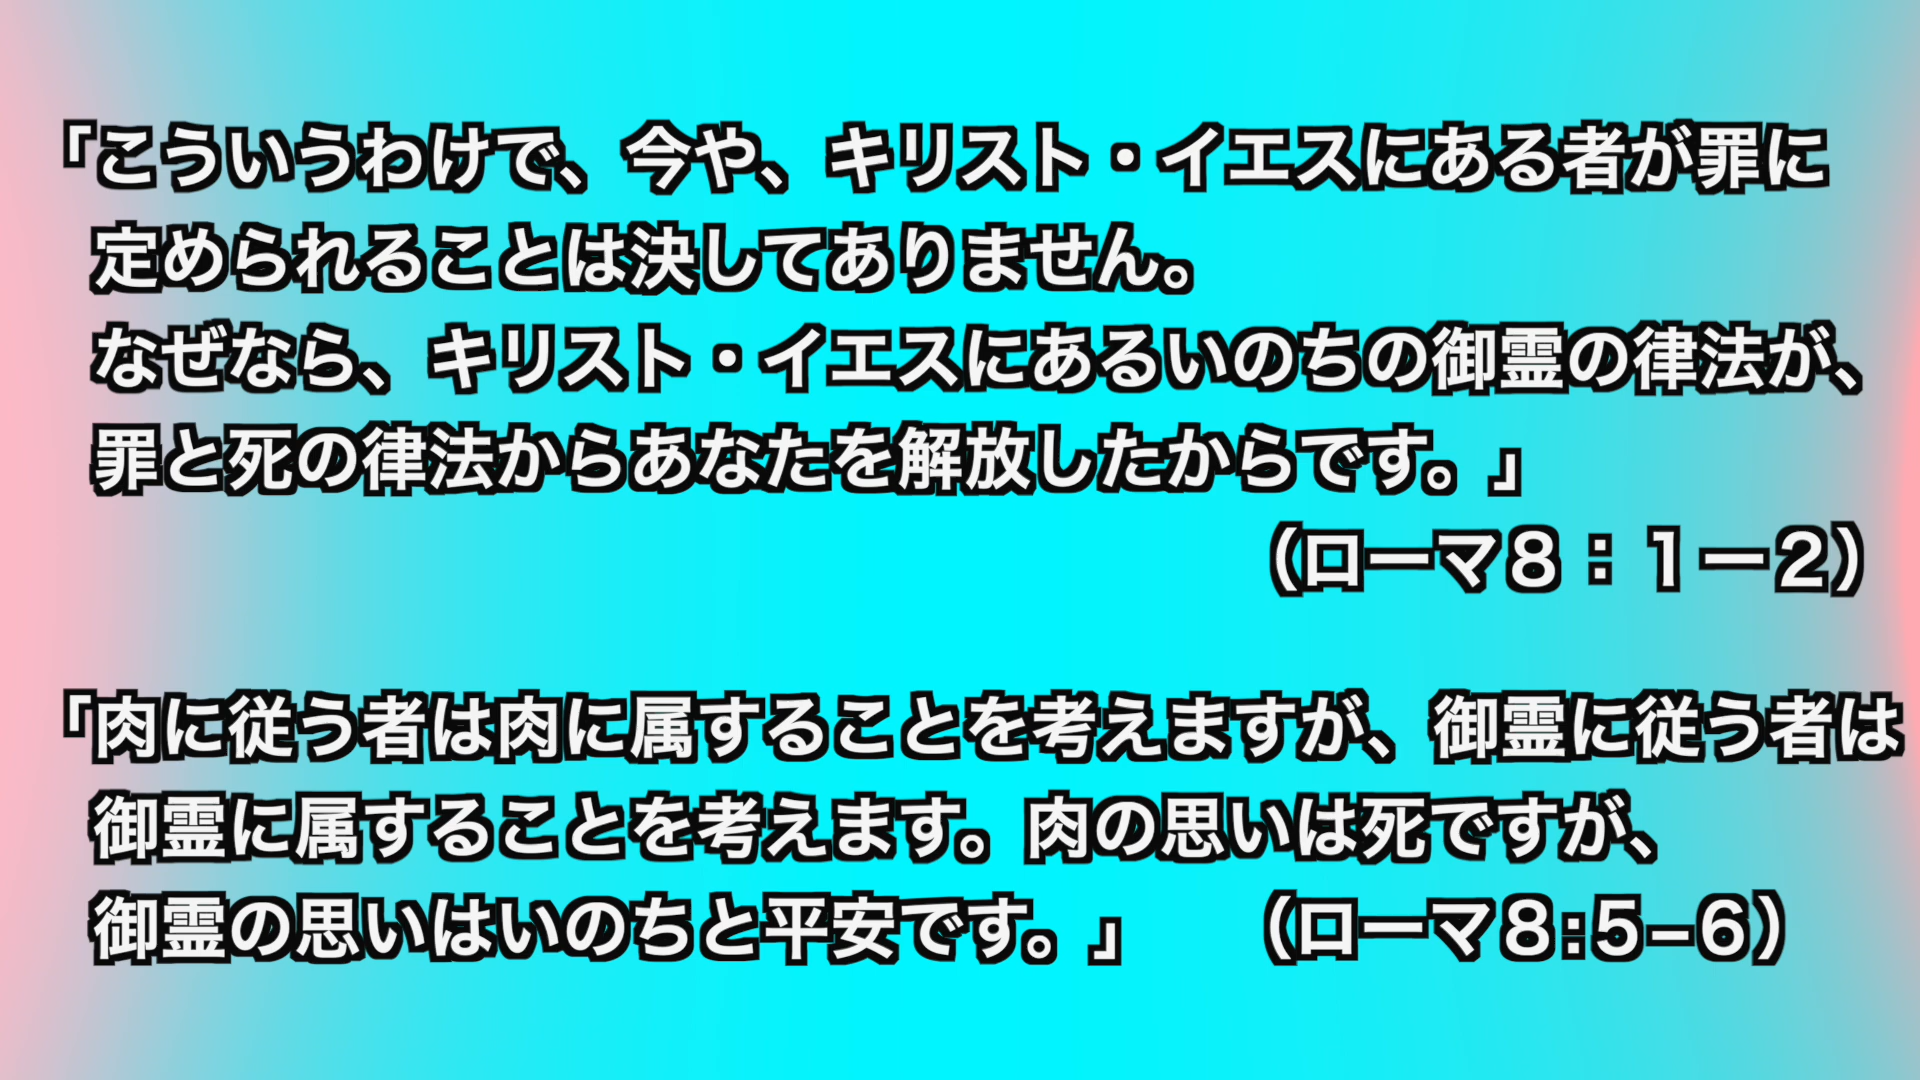 「こういうわけで、今や、キリスト・イエスにある者が罪に
定められることは決してありません。
なぜなら、キリスト・イエスにあるいのちの御霊の律法が、
罪と死の律法からあなたを解放したからです。」
（ローマ８：１ー２）
「肉に従う者は肉に属することを考えますが、御霊に従う者は
御霊に属することを考えます。肉の思いは死ですが、
御霊の思いはいのちと平安です。」　（ローマ８:５−６）